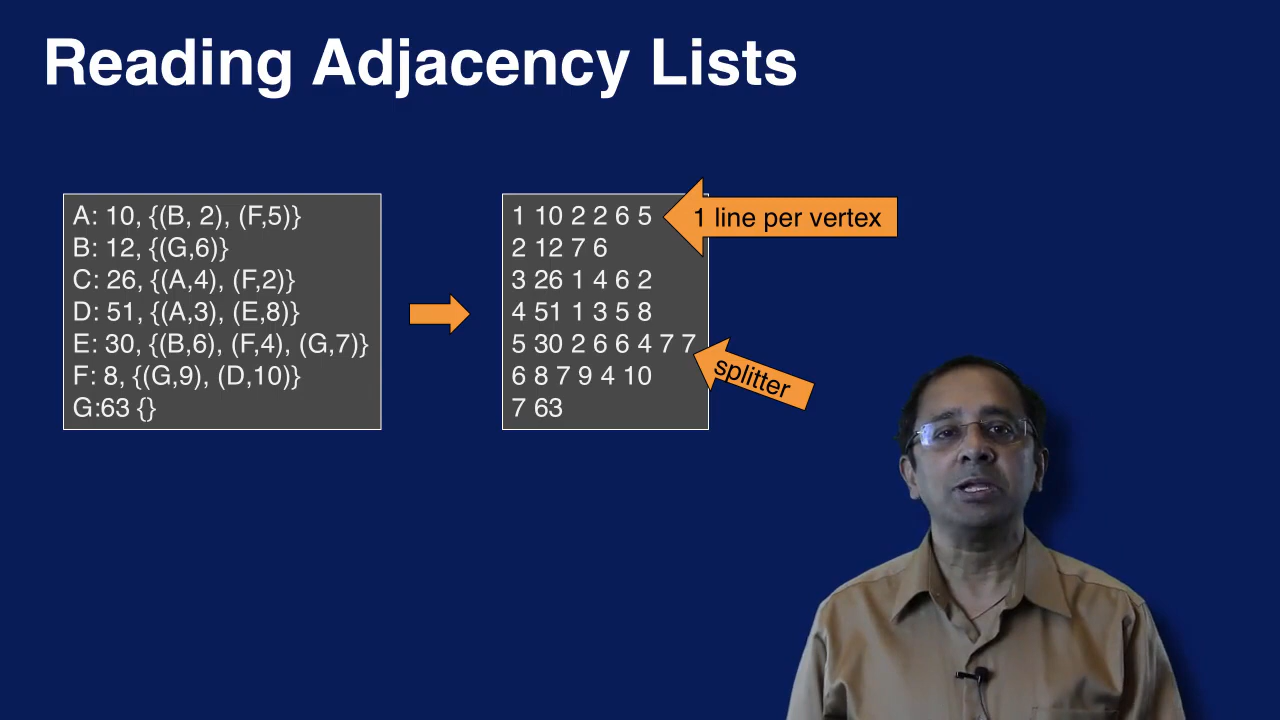 Reading Adjacency Lists
A: 10, {(B, 2), (F,5)}
B: 12, {(G,6)}
C: 26, {(A,4), (F,2)}
D: 51, {(A,3), (E,8)}
E: 30, {(B,6), (F,4), (G,7)}
F: 8, {(G,9), (D,10)}
G:63 {}
1 10 2 2 6 5
2 12 7 6
3 26 1 4 6 2
4 51 1 3 5 8
5 30 2 6 6 4 7 7
6 8 7 9 4 10
7 63
1 line per vertex
splitter